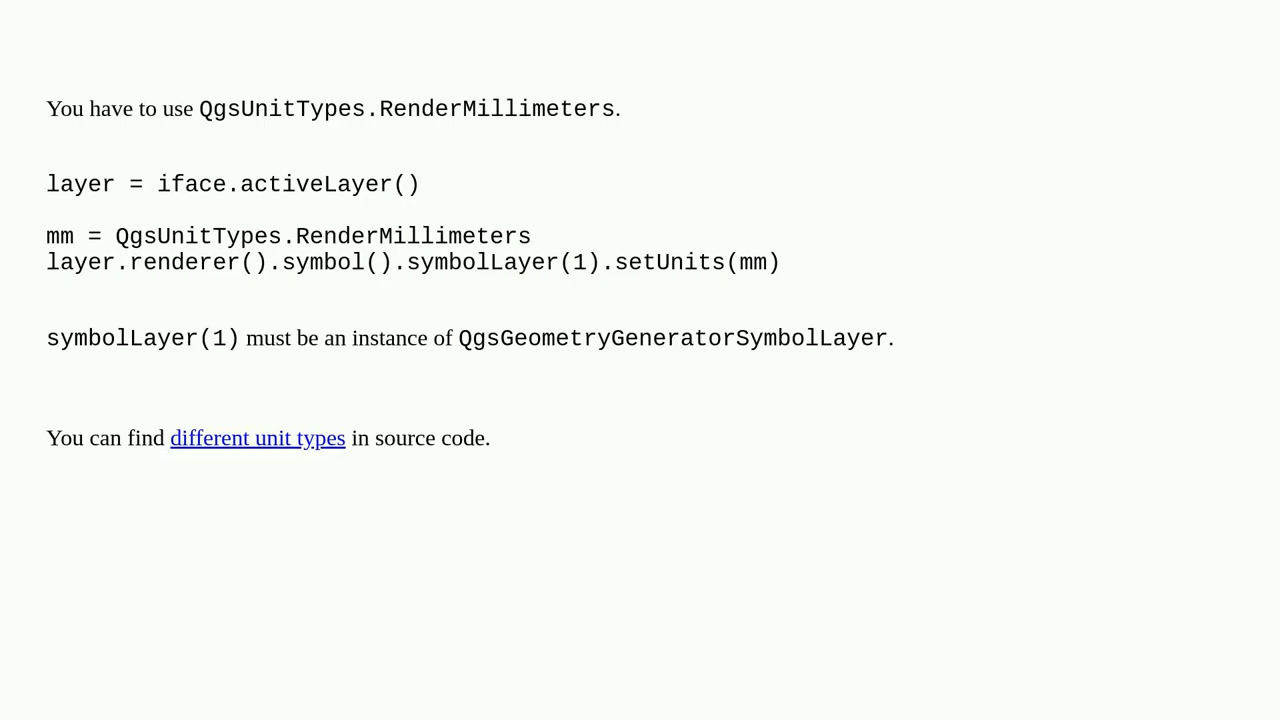 You have to use QgsUnitTypes.RenderMillimeters.
layer = iface.activeLayer()
mm = QgsUnitTypes.RenderMillimeters
layer.renderer().symbol().symbolLayer(1).setUnits(mm)
symbolLayer(1) must be an instance of QgsGeometryGeneratorSymbolLayer.
You can find different unit types in source code.